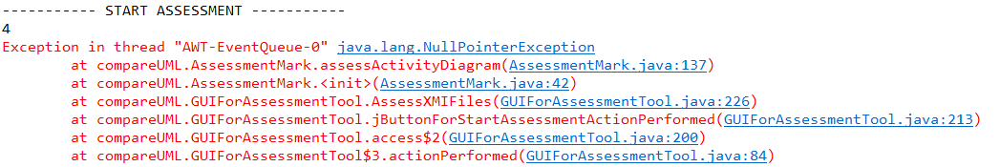 ----------- START ASSESSMENT -----------
4
Exception in thread "AWT-EventQueue-0" java.lang.NullPointerException
at compareUML.AssessmentMark.assessActivityDiagram(AssessmentMark.java:137)
at compareUML.AssessmentMark.<init>(AssessmentMark.java:42)
at compareUML.GUIForAssessmentTool.AssessXMIFiles(GUIForAssessmentTool.java:226)
at compareUML.GUIForAssessmentTool.jButtonForStartAssessmentActionPerformed(GUIForAssessmentTool.java:213)
at compareUML.GUIForAssessmentTool.access$2(GUIForAssessmentTool.java:200)
at compareUML.GUIForAssessmentTool$3.actionPerformed(GUIForAssessmentTool.java:84)